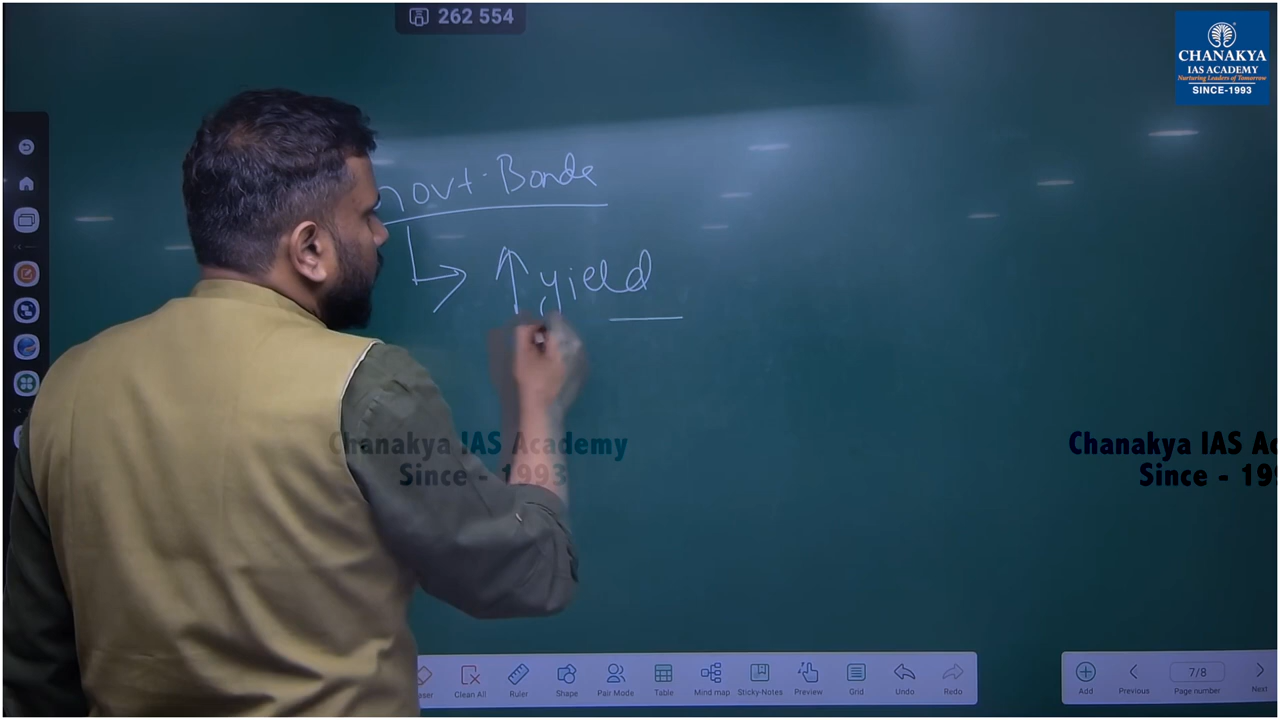 262 554
CHANAKYA
IAS ACADEMY
Nurturing Leaders of Tomorrow
SINCE-1993
ovt. Bonds
↑ yield
Chanakya IAS Academy
Since - 1993
Chanakya IAS Ac
Since - 19
ser
Clean All
Ruler
Shape
Pair Mode
Table
Mind map
Sticky-Notes
Preview
Grid
Undo
Redo
Add
Previous
7/8
Page number
Next